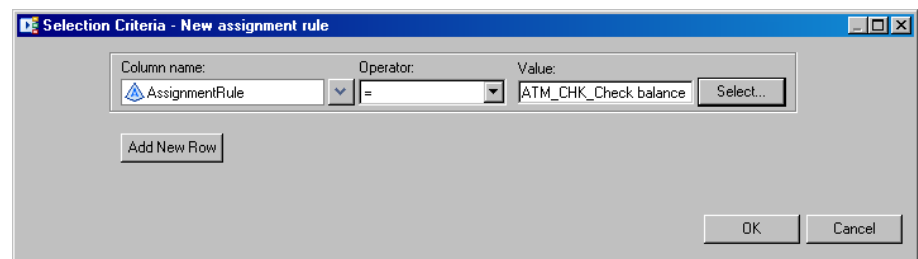 Selection Criteria - New assignment rule
Column name: Operator: Value:
AssignmentRule = ATM_CHK_Check balance Select...
Add New Row
OK Cancel